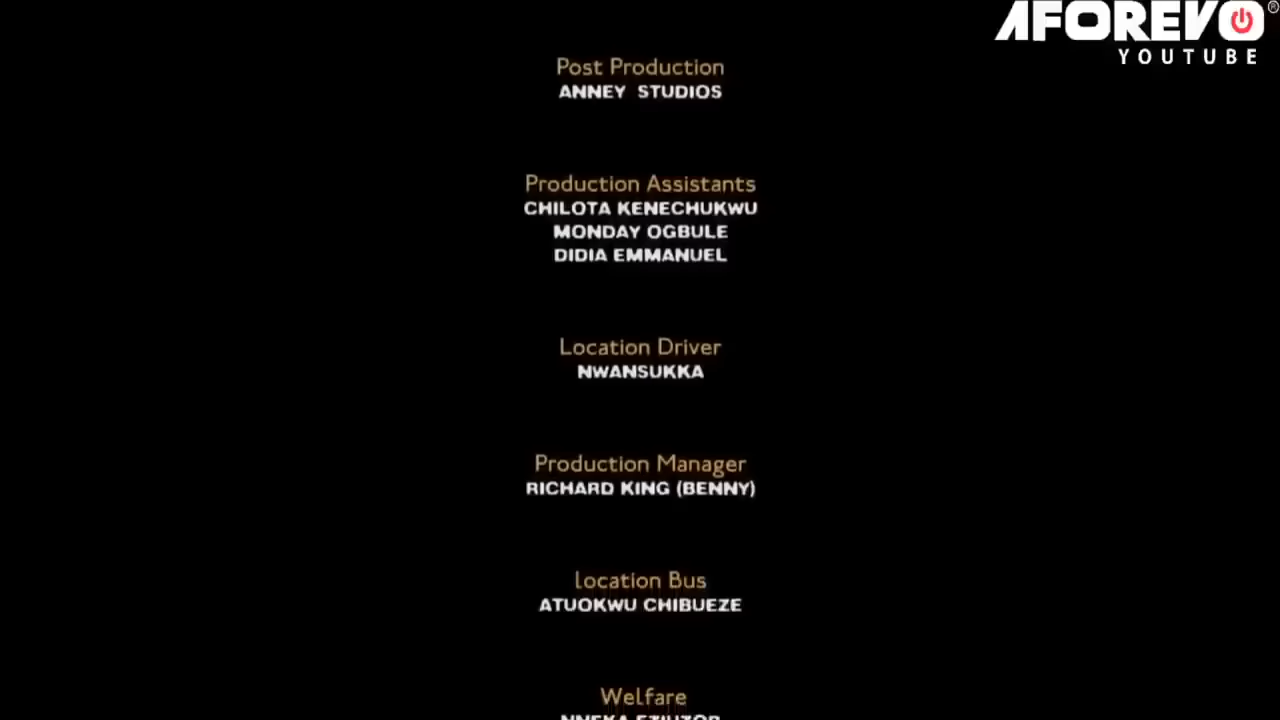 AFOREVO
YOUTUBE
Post Production
ANNEY STUDIOS
Production Assistants
CHILOTA KENECHUKWU
MONDAY OGBULE
DIDIA EMMANUEL
Location Driver
NWANSUKKA
Production Manager
RICHARD KING (BENNY)
Location Bus
ATUOKWU CHIBUEZE
Welfare
NNEKA